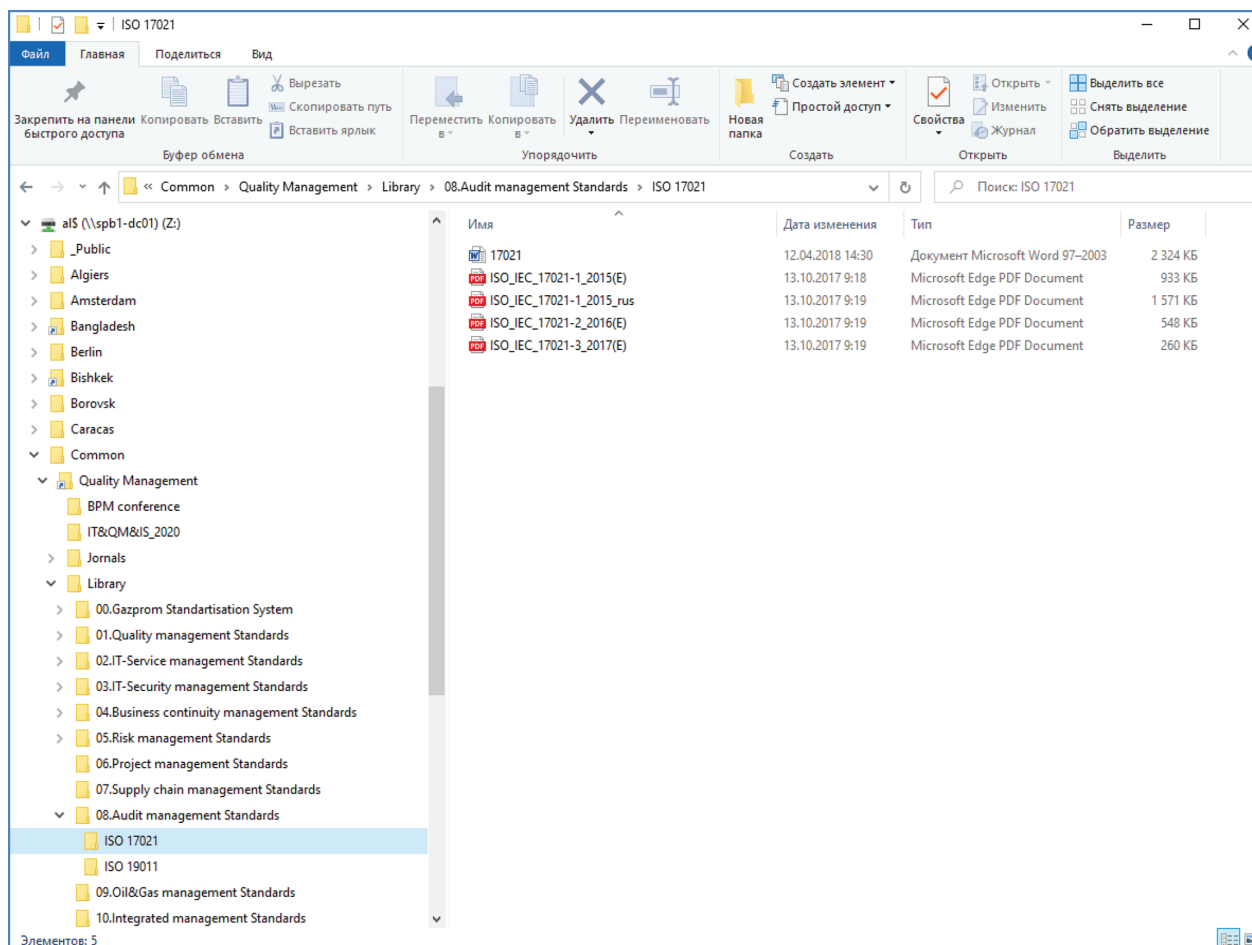 ISO 17021
Файл Главная Поделиться Вид
Закрепить на панели быстрого доступа
Копировать
Вставить
Вырезать
Скопировать путь
Вставить ярлык
Буфер обмена
Переместить в
Копировать в
Удалить
Переименовать
Упорядочить
Новая папка
Создать элемент
Простой доступ
Создать
Свойства
Открыть
Изменить
Журнал
Открыть
Выделить все
Снять выделение
Обратить выделение
Выделить
« Common › Quality Management › Library › 08.Audit management Standards › ISO 17021
Поиск: ISO 17021
al$ (\\spb1-dc01) (Z:)
_Public
Algiers
Amsterdam
Bangladesh
Berlin
Bishkek
Borovsk
Caracas
Common
Quality Management
BPM conference
IT&QM&IS_2020
Jornals
Library
00.Gazprom Standartisation System
01.Quality management Standards
02.IT-Service management Standards
03.IT-Security management Standards
04.Business continuity management Standards
05.Risk management Standards
06.Project management Standards
07.Supply chain management Standards
08.Audit management Standards
ISO 17021
ISO 19011
09.Oil&Gas management Standards
10.Integrated management Standards
Имя Дата изменения Тип Размер
17021 12.04.2018 14:30 Документ Microsoft Word 97–2003 2 324 КБ
PDF ISO_IEC_17021-1_2015(E) 13.10.2017 9:18 Microsoft Edge PDF Document 933 КБ
PDF ISO_IEC_17021-1_2015_rus 13.10.2017 9:19 Microsoft Edge PDF Document 1 571 КБ
PDF ISO_IEC_17021-2_2016(E) 13.10.2017 9:19 Microsoft Edge PDF Document 548 КБ
PDF ISO_IEC_17021-3_2017(E) 13.10.2017 9:19 Microsoft Edge PDF Document 260 КБ
Элементов: 5